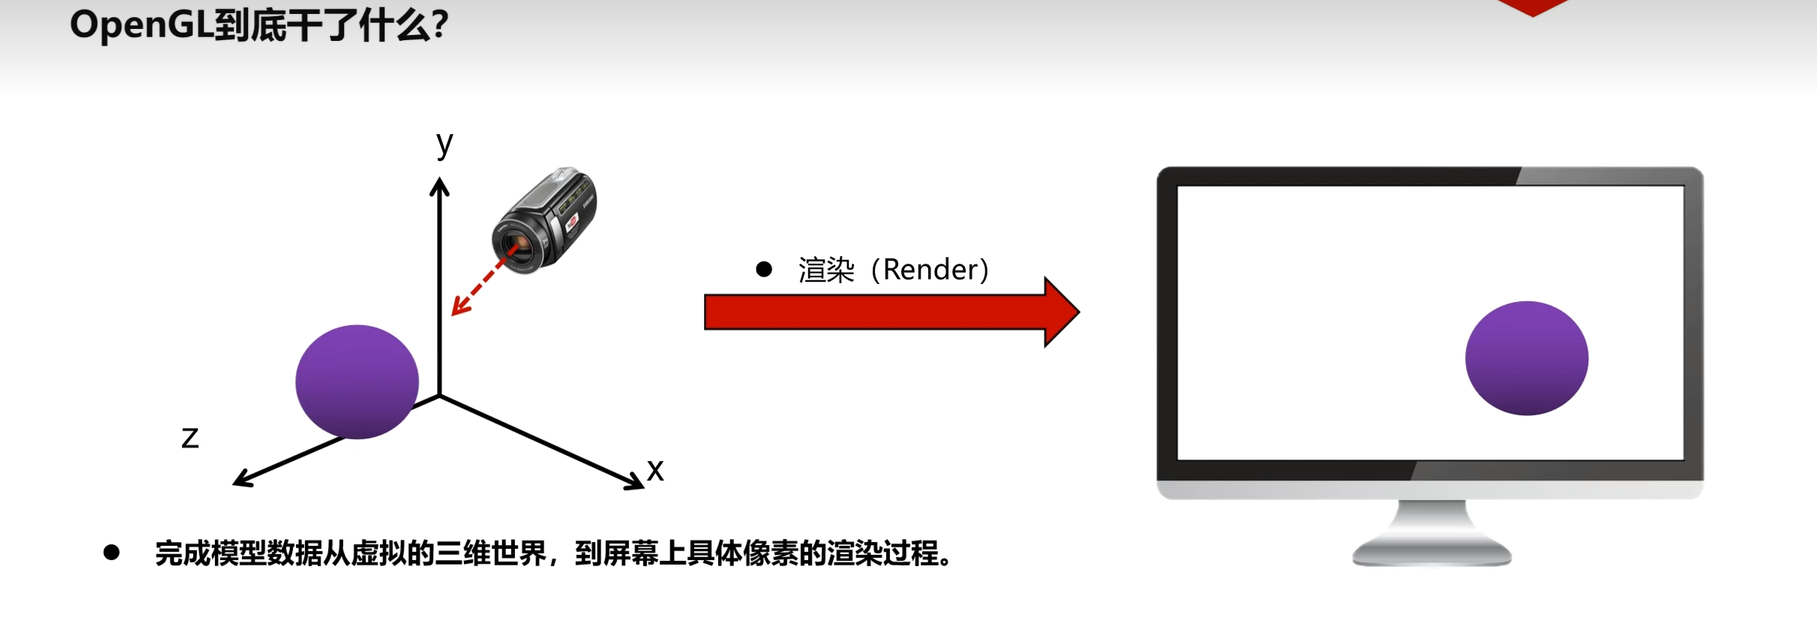 OpenGL到底干了什么？
y
● 渲染（Render）
z
x
● 完成模型数据从虚拟的三维世界，到屏幕上具体像素的渲染过程。